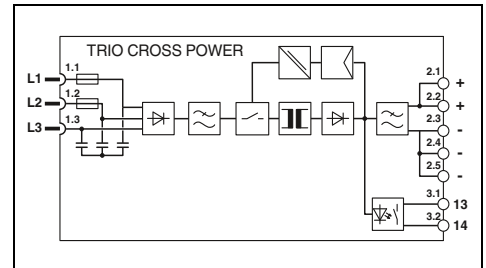 TRIO CROSS POWER
L1 1.1
L2 1.2
L3 1.3
2.1 +
2.2 +
2.3 -
2.4 -
2.5 -
3.1 13
3.2 14